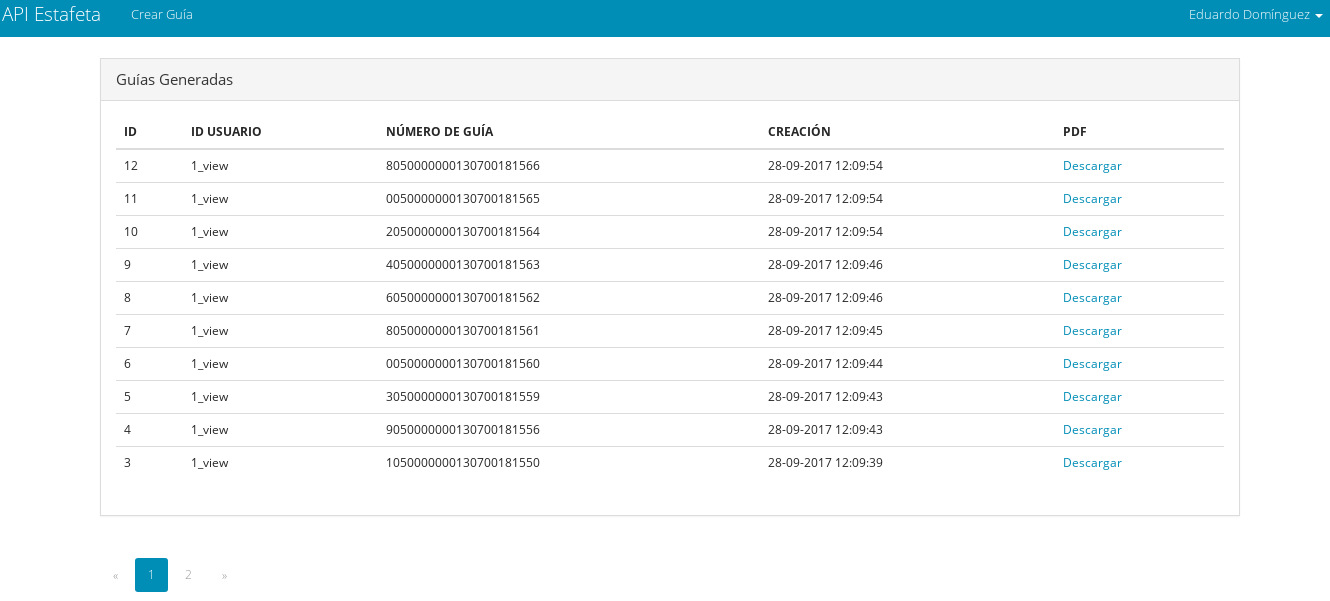 API Estafeta Crear Guía Eduardo Domínguez
Guías Generadas
ID ID USUARIO NÚMERO DE GUÍA CREACIÓN PDF
12 1_view 8050000000130700181566 28-09-2017 12:09:54 Descargar
11 1_view 0050000000130700181565 28-09-2017 12:09:54 Descargar
10 1_view 2050000000130700181564 28-09-2017 12:09:54 Descargar
9 1_view 4050000000130700181563 28-09-2017 12:09:46 Descargar
8 1_view 6050000000130700181562 28-09-2017 12:09:46 Descargar
7 1_view 8050000000130700181561 28-09-2017 12:09:45 Descargar
6 1_view 0050000000130700181560 28-09-2017 12:09:44 Descargar
5 1_view 3050000000130700181559 28-09-2017 12:09:43 Descargar
4 1_view 9050000000130700181556 28-09-2017 12:09:43 Descargar
3 1_view 1050000000130700181550 28-09-2017 12:09:39 Descargar
« 1 2 »